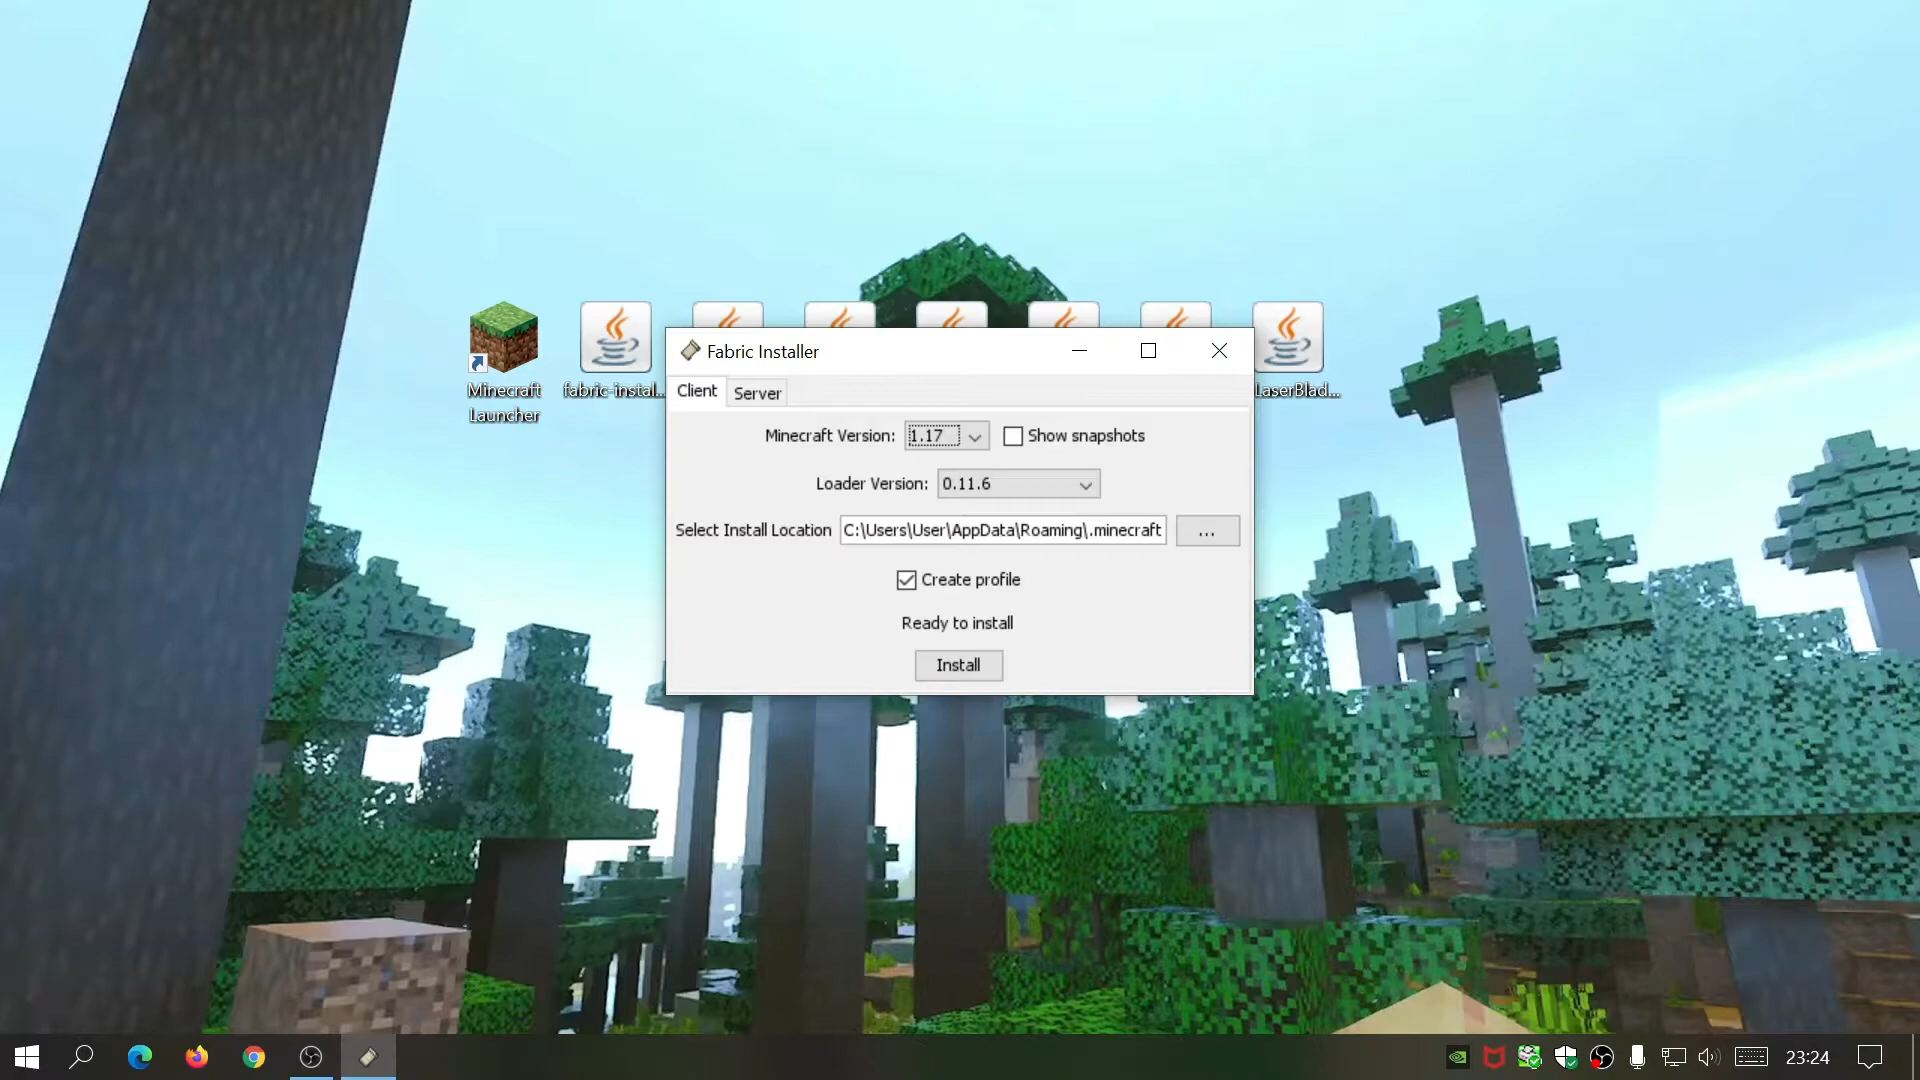 Minecraft
Launcher
fabric-instal...
LaserBlad...
Fabric Installer
Client
Server
Minecraft Version: 1.17 Show snapshots
Loader Version: 0.11.6
Select Install Location C:\Users\User\AppData\Roaming\.minecraft ...
Create profile
Ready to install
Install
23:24